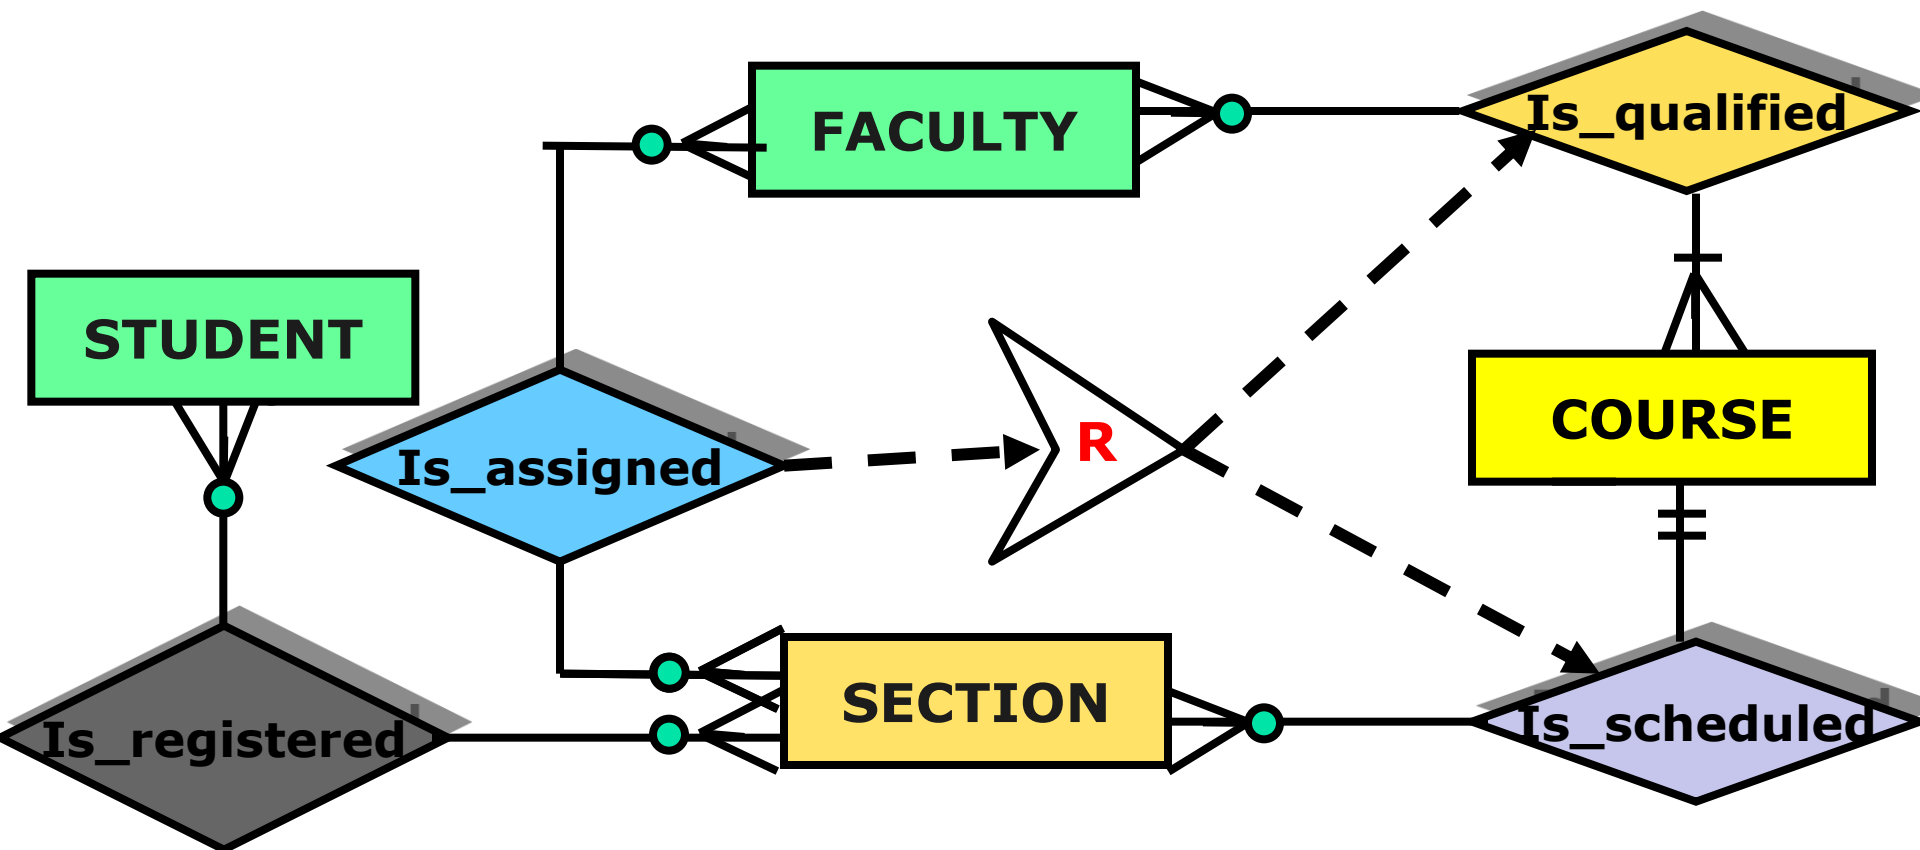 FACULTY
Is_qualified
STUDENT
COURSE
Is_assigned
R
SECTION
Is_registered
Is_scheduled